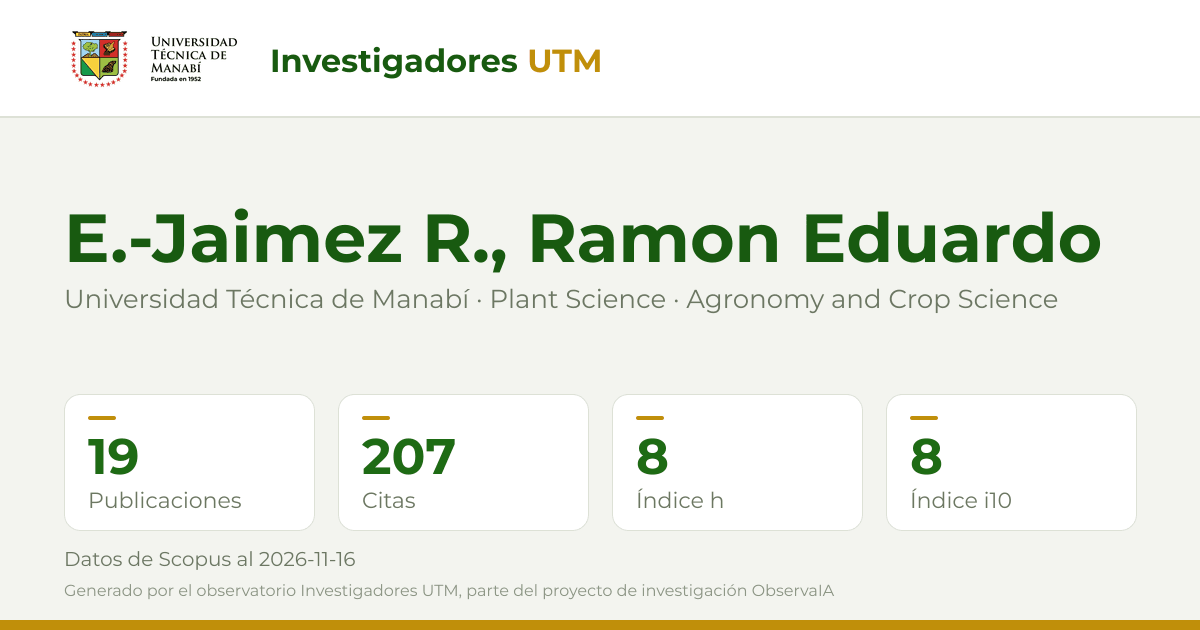 UNIVERSIDAD
TÉCNICA DE
MANABÍ
Fundada en 1952
Investigadores UTM
E.-Jaimez R., Ramon Eduardo
Universidad Técnica de Manabí · Plant Science · Agronomy and Crop Science
19
Publicaciones
207
Citas
8
Índice h
8
Índice i10
Datos de Scopus al 2026-11-16
Generado por el observatorio Investigadores UTM, parte del proyecto de investigación ObservaIA